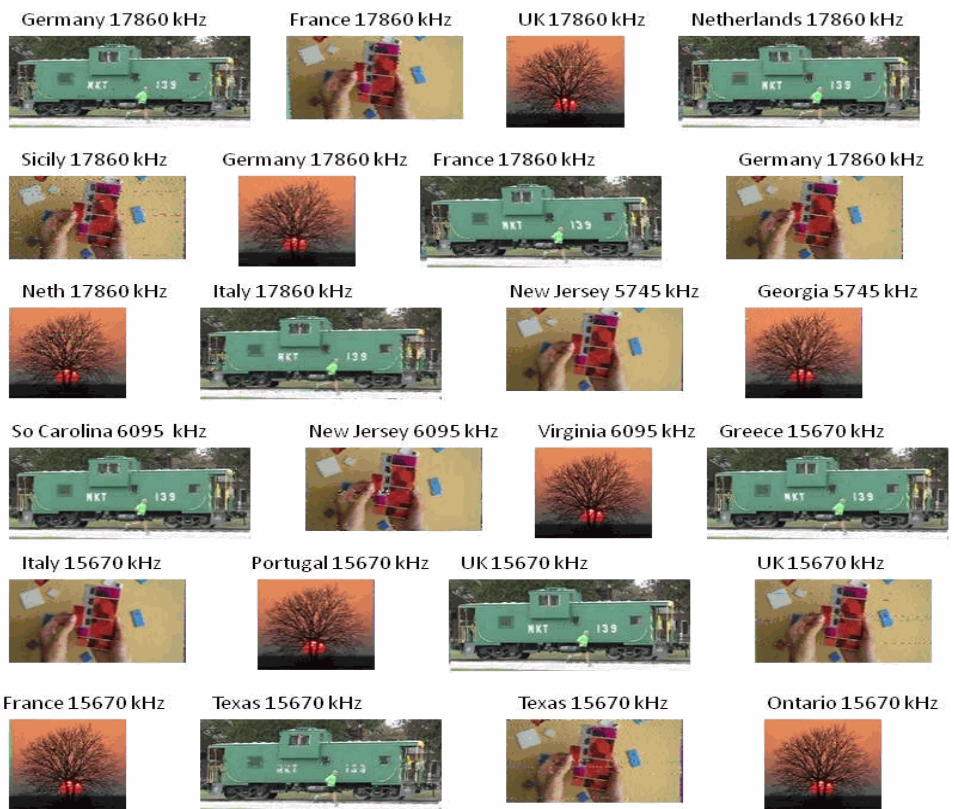 Germany 17860 kHz France 17860 kHz UK 17860 kHz Netherlands 17860 kHz
MKT 139 MKT 139
Sicily 17860 kHz Germany 17860 kHz France 17860 kHz Germany 17860 kHz
MKT 139
Neth 17860 kHz Italy 17860 kHz New Jersey 5745 kHz Georgia 5745 kHz
MKT 139
So Carolina 6095 kHz New Jersey 6095 kHz Virginia 6095 kHz Greece 15670 kHz
MKT 139 MKT 139
Italy 15670 kHz Portugal 15670 kHz UK 15670 kHz UK 15670 kHz
MKT 139
France 15670 kHz Texas 15670 kHz Texas 15670 kHz Ontario 15670 kHz
MKT 139